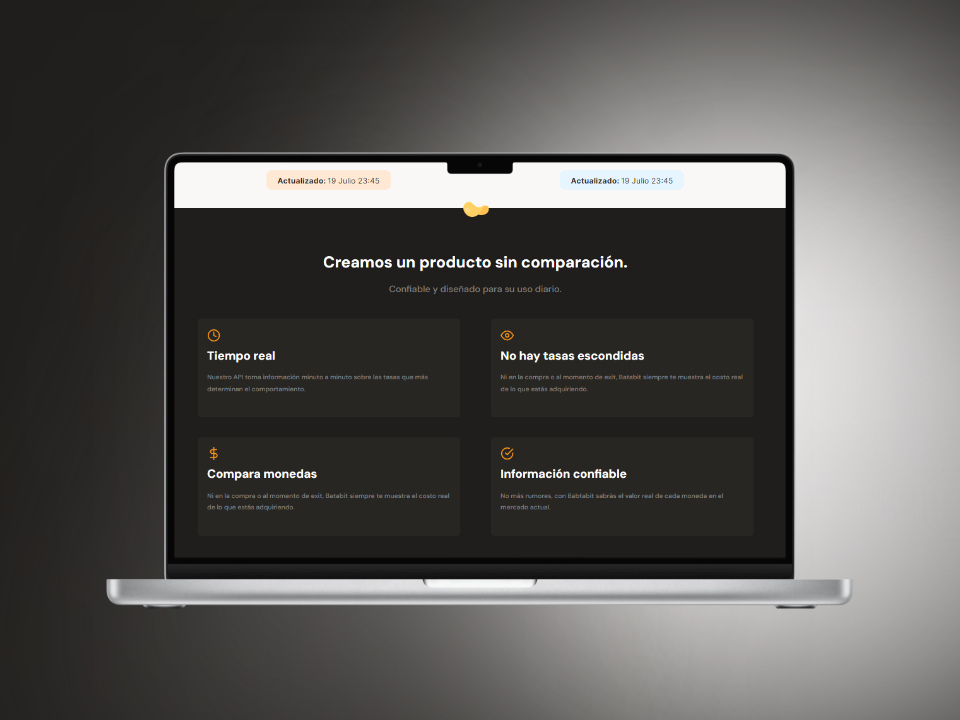 Actualizado: 19 Julio 23:45
Actualizado: 19 Julio 23:45
Creamos un producto sin comparación.
Confiable y diseñado para su uso diario.
Tiempo real
Nuestro API toma información minuto a minuto sobre las tasas que más
determinan el comportamiento.
No hay tasas escondidas
Ni en la compra o al momento de exit, Batabit siempre te muestra el costo real
de lo que estás adquiriendo.
Compara monedas
Ni en la compra o al momento de exit, Batabit siempre te muestra el costo real
de lo que estás adquiriendo.
Información confiable
No más rumores, con Babtabit sabrás el valor real de cada moneda en el
mercado actual.